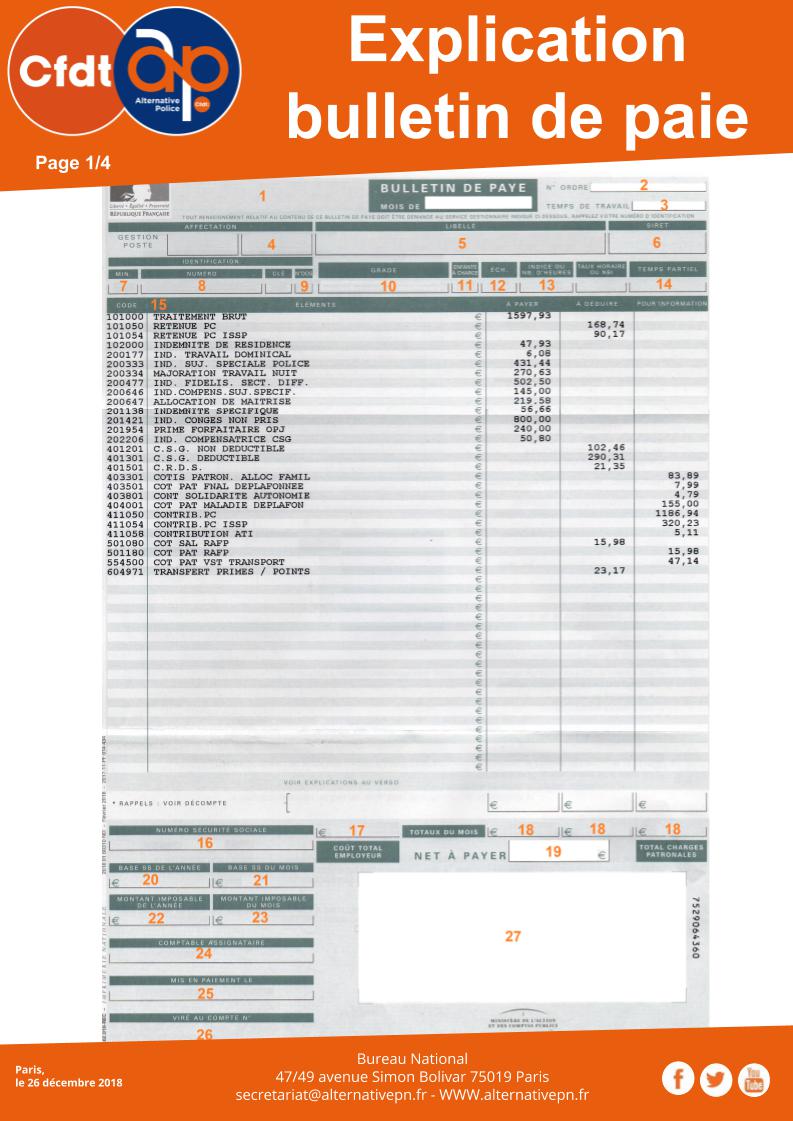 Cfdt
ap
Alternative
Police
Cfdt
Explication
bulletin de paie
Page 1/4
Liberté • Égalité • Fraternité
RÉPUBLIQUE FRANÇAISE
1
BULLETIN DE PAYE
MOIS DE
N° ORDRE 2
TEMPS DE TRAVAIL 3
TOUT RENSEIGNEMENT RELATIF AU CONTENU DE CE BULLETIN DE PAYE DOIT ÊTRE DEMANDÉ AU SERVICE GESTIONNAIRE INDIQUÉ CI-DESSOUS, RAPPELEZ VOTRE NUMÉRO D'IDENTIFICATION
AFFECTATION LIBELLÉ SIRET
GESTION
POSTE
4 5 6
IDENTIFICATION
MIN. NUMÉRO CLÉ N°DOS GRADE ENFANTS À CHARGE ÉCH. INDICE OU NB. D'HEURES TAUX HORAIRE OU NBI TEMPS PARTIEL
7 8 9 10 11 12 13 14
CODE 15 ÉLÉMENTS À PAYER À DÉDUIRE POUR INFORMATION
101000 TRAITEMENT BRUT € 1597,93
101050 RETENUE PC € 168,74
101054 RETENUE PC ISSP € 90,17
102000 INDEMNITE DE RESIDENCE € 47,93
200177 IND. TRAVAIL DOMINICAL € 6,08
200333 IND. SUJ. SPECIALE POLICE € 431,44
200334 MAJORATION TRAVAIL NUIT € 270,63
200477 IND. FIDELIS. SECT. DIFF. € 502,50
200646 IND.COMPENS.SUJ.SPECIF. € 145,00
200647 ALLOCATION DE MAITRISE € 219.58
201138 INDEMNITE SPECIFIQUE € 56,66
201421 IND. CONGES NON PRIS € 800,00
201954 PRIME FORFAITAIRE OPJ € 240,00
202206 IND. COMPENSATRICE CSG € 50,80
401201 C.S.G. NON DEDUCTIBLE € 102,46
401301 C.S.G. DEDUCTIBLE € 290,31
401501 C.R.D.S. € 21,35
403301 COTIS PATRON. ALLOC FAMIL € 83,89
403501 COT PAT FNAL DEPLAFONNEE € 7,99
403801 CONT SOLIDARITE AUTONOMIE € 4,79
404001 COT PAT MALADIE DEPLAFON € 155,00
411050 CONTRIB.PC € 1186,94
411054 CONTRIB.PC ISSP € 320,23
411058 CONTRIBUTION ATI € 5,11
501080 COT SAL RAFP € 15,98
501180 COT PAT RAFP € 15,98
554500 COT PAT VST TRANSPORT € 47,14
604971 TRANSFERT PRIMES / POINTS € 23,17
VOIR EXPLICATIONS AU VERSO
* RAPPELS : VOIR DÉCOMPTE € € €
NUMÉRO SÉCURITÉ SOCIALE € 17 TOTAUX DU MOIS € 18 € 18 € 18
16
COÛT TOTAL
EMPLOYEUR
NET À PAYER 19 €
TOTAL CHARGES
PATRONALES
BASE SS DE L'ANNÉE BASE SS DU MOIS
€ 20 € 21
MONTANT IMPOSABLE
DE L'ANNÉE
MONTANT IMPOSABLE
DU MOIS
€ 22 € 23
COMPTABLE ASSIGNATAIRE
24
MIS EN PAIEMENT LE
25
VIRÉ AU COMPTE N°
26
27
7529064360
MINISTÈRE DE L'ACTION
ET DES COMPTES PUBLICS
Paris,
le 26 décembre 2018
Bureau National
47/49 avenue Simon Bolivar 75019 Paris
secretariat@alternativepn.fr - WWW.alternativepn.fr
You
Tube